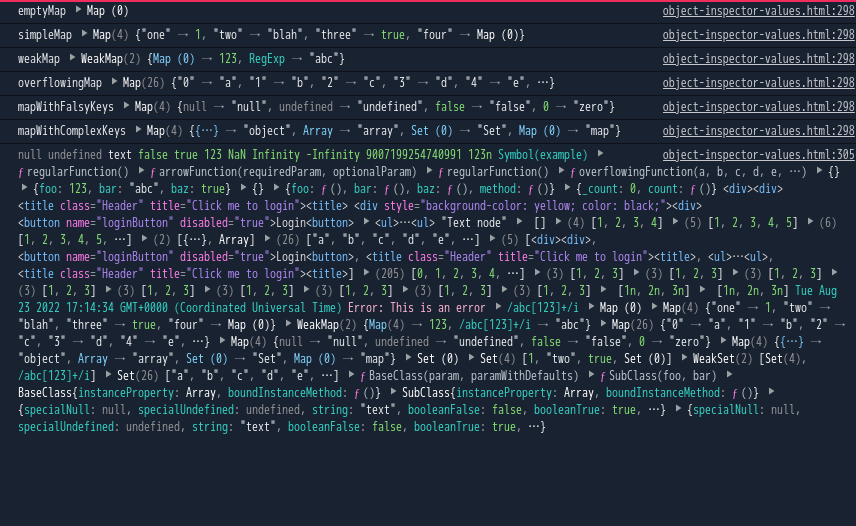 emptyMap ▶ Map (0) object-inspector-values.html:298
simpleMap ▶ Map(4) {"one" → 1, "two" → "blah", "three" → true, "four" → Map (0)} object-inspector-values.html:298
weakMap ▶ WeakMap(2) {Map (0) → 123, RegExp → "abc"} object-inspector-values.html:298
overflowingMap ▶ Map(26) {"0" → "a", "1" → "b", "2" → "c", "3" → "d", "4" → "e", …} object-inspector-values.html:298
mapWithFalsyKeys ▶ Map(4) {null → "null", undefined → "undefined", false → "false", 0 → "zero"} object-inspector-values.html:298
mapWithComplexKeys ▶ Map(4) {{…} → "object", Array → "array", Set (0) → "Set", Map (0) → "map"} object-inspector-values.html:298
null undefined text false true 123 NaN Infinity -Infinity 9007199254740991 123n Symbol(example) ▶ object-inspector-values.html:305
ƒ regularFunction() ▶ ƒ arrowFunction(requiredParam, optionalParam) ▶ ƒ regularFunction() ▶ ƒ overflowingFunction(a, b, c, d, e, …) ▶ {}
▶ {foo: 123, bar: "abc", baz: true} ▶ {} ▶ {foo: ƒ (), bar: ƒ (), baz: ƒ (), method: ƒ ()} ▶ {_count: 0, count: ƒ ()} <div><div>
<title class="Header" title="Click me to login"><title> <div style="background-color: yellow; color: black;"><div>
<button name="loginButton" disabled="true">Login<button> ▶ <ul>…<ul> "Text node" ▶ [] ▶ (4) [1, 2, 3, 4] ▶ (5) [1, 2, 3, 4, 5] ▶ (6)
[1, 2, 3, 4, 5, …] ▶ (2) [{…}, Array] ▶ (26) ["a", "b", "c", "d", "e", …] ▶ (5) [<div><div>,
<button name="loginButton" disabled="true">Login<button>, <title class="Header" title="Click me to login"><title>, <ul>…<ul>,
<title class="Header" title="Click me to login"><title>] ▶ (205) [0, 1, 2, 3, 4, …] ▶ (3) [1, 2, 3] ▶ (3) [1, 2, 3] ▶ (3) [1, 2, 3] ▶
(3) [1, 2, 3] ▶ (3) [1, 2, 3] ▶ (3) [1, 2, 3] ▶ (3) [1, 2, 3] ▶ (3) [1, 2, 3] ▶ (3) [1, 2, 3] ▶ [1n, 2n, 3n] ▶ [1n, 2n, 3n] Tue Aug
23 2022 17:14:34 GMT+0000 (Coordinated Universal Time) Error: This is an error ▶ /abc[123]+/i ▶ Map (0) ▶ Map(4) {"one" → 1, "two" →
"blah", "three" → true, "four" → Map (0)} ▶ WeakMap(2) {Map(4) → 123, /abc[123]+/i → "abc"} ▶ Map(26) {"0" → "a", "1" → "b", "2" →
"c", "3" → "d", "4" → "e", …} ▶ Map(4) {null → "null", undefined → "undefined", false → "false", 0 → "zero"} ▶ Map(4) {{…} →
"object", Array → "array", Set (0) → "Set", Map (0) → "map"} ▶ Set (0) ▶ Set(4) [1, "two", true, Set (0)] ▶ WeakSet(2) [Set(4),
/abc[123]+/i] ▶ Set(26) ["a", "b", "c", "d", "e", …] ▶ ƒ BaseClass(param, paramWithDefaults) ▶ ƒ SubClass(foo, bar) ▶
BaseClass{instanceProperty: Array, boundInstanceMethod: ƒ ()} ▶ SubClass{instanceProperty: Array, boundInstanceMethod: ƒ ()} ▶
{specialNull: null, specialUndefined: undefined, string: "text", booleanFalse: false, booleanTrue: true, …} ▶ {specialNull: null,
specialUndefined: undefined, string: "text", booleanFalse: false, booleanTrue: true, …}